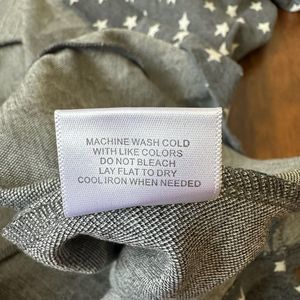 MACHINE WASH COLD
WITH LIKE COLORS
DO NOT BLEACH
LAY FLAT TO DRY
COOL IRON WHEN NEEDED